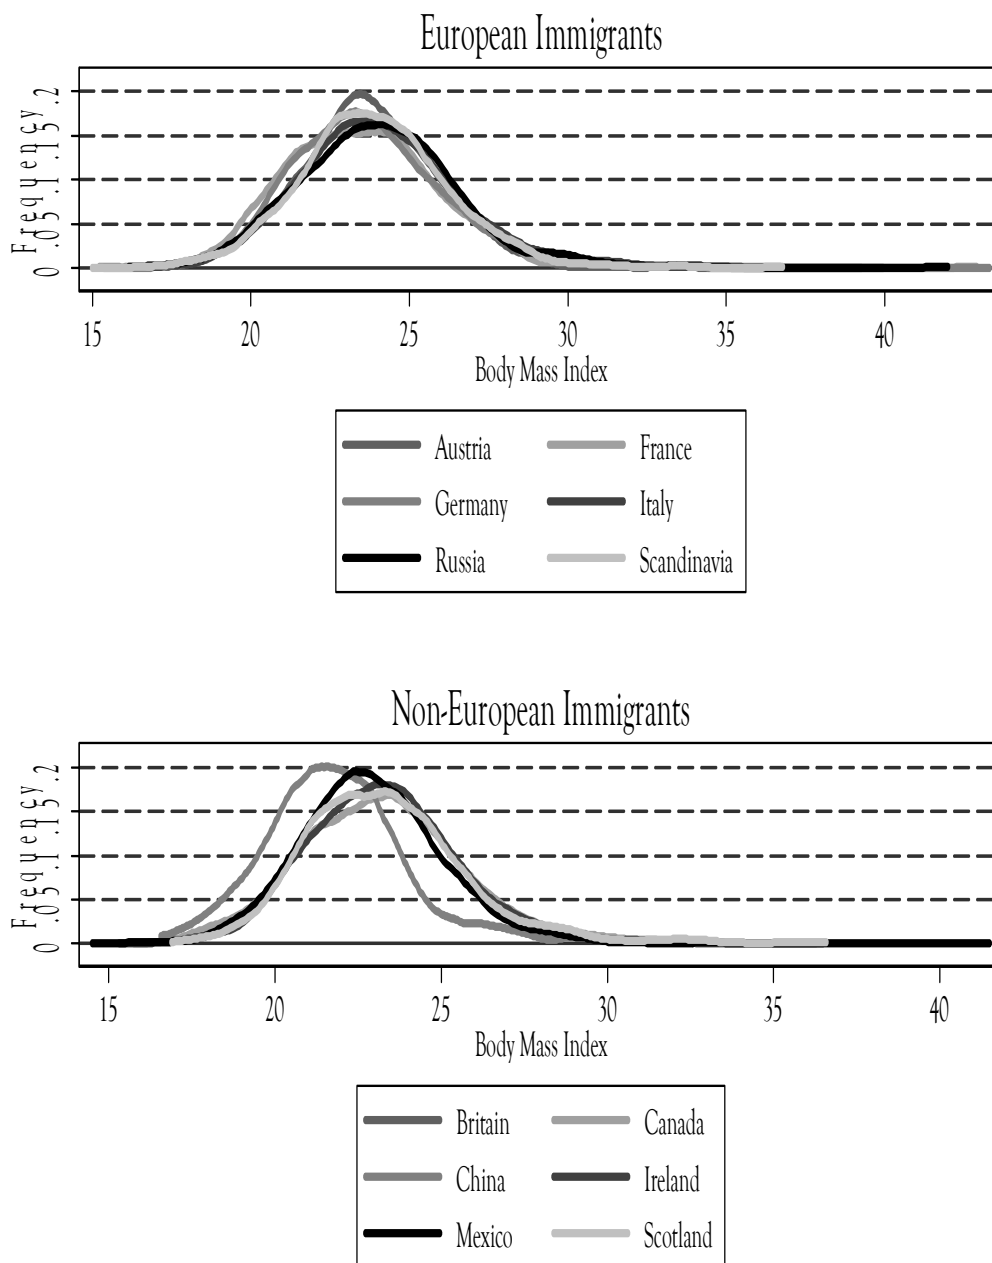 European Immigrants
Frequency
0 .05 .1 .15 .2
15 20 25 30 35 40
Body Mass Index
Austria France
Germany Italy
Russia Scandinavia
Non-European Immigrants
Frequency
0 .05 .1 .15 .2
15 20 25 30 35 40
Body Mass Index
Britain Canada
China Ireland
Mexico Scotland